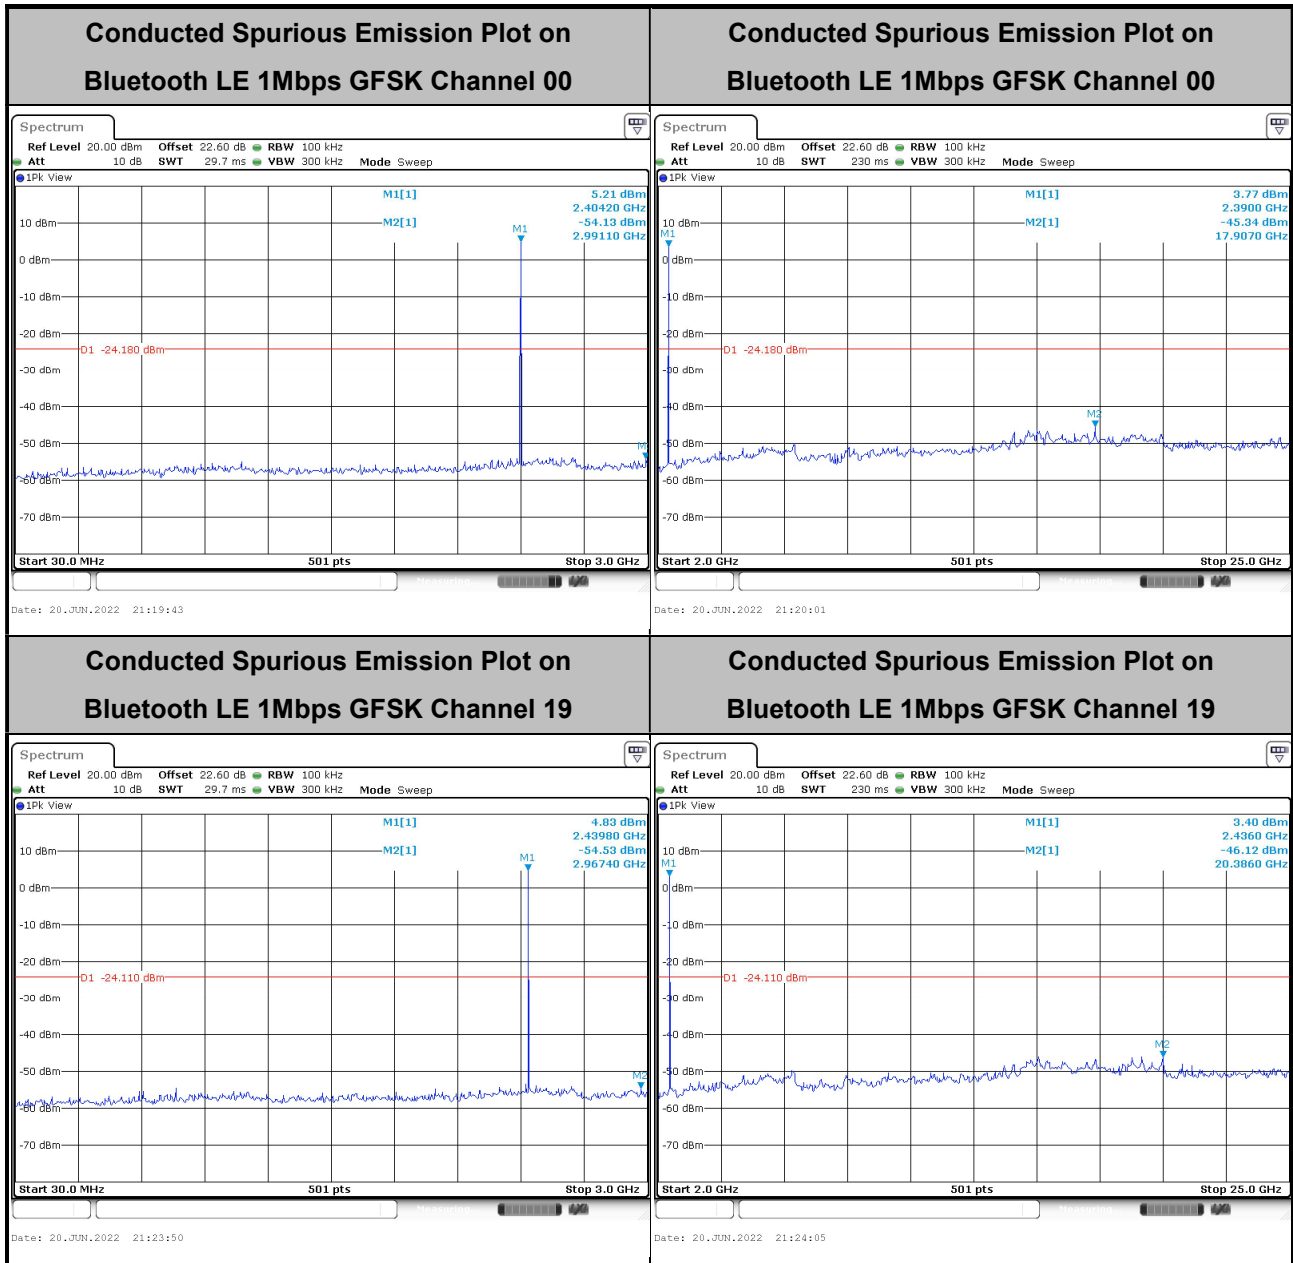 Conducted Spurious Emission Plot on
Bluetooth LE 1Mbps GFSK Channel 00
Spectrum
Ref Level 20.00 dBm Offset 22.60 dB RBW 100 kHz
Att 10 dB SWT 29.7 ms VBW 300 kHz Mode Sweep
1Pk View
M1[1] 5.21 dBm
2.40420 GHz
M2[1] -54.13 dBm
2.99110 GHz
10 dBm
0 dBm
-10 dBm
-20 dBm
D1 -24.180 dBm
-30 dBm
-40 dBm
-50 dBm
-60 dBm
-70 dBm
M1
Start 30.0 MHz 501 pts Stop 3.0 GHz
Measuring...
Date: 20.JUN.2022 21:19:43
Conducted Spurious Emission Plot on
Bluetooth LE 1Mbps GFSK Channel 00
Spectrum
Ref Level 20.00 dBm Offset 22.60 dB RBW 100 kHz
Att 10 dB SWT 230 ms VBW 300 kHz Mode Sweep
1Pk View
M1[1] 3.77 dBm
2.3900 GHz
M2[1] -45.34 dBm
17.9070 GHz
10 dBm
M1
0 dBm
-10 dBm
-20 dBm
D1 -24.180 dBm
-30 dBm
-40 dBm
M2
-50 dBm
-60 dBm
-70 dBm
Start 2.0 GHz 501 pts Stop 25.0 GHz
Measuring...
Date: 20.JUN.2022 21:20:01
Conducted Spurious Emission Plot on
Bluetooth LE 1Mbps GFSK Channel 19
Spectrum
Ref Level 20.00 dBm Offset 22.60 dB RBW 100 kHz
Att 10 dB SWT 29.7 ms VBW 300 kHz Mode Sweep
1Pk View
M1[1] 4.83 dBm
2.43980 GHz
M2[1] -54.53 dBm
2.96740 GHz
10 dBm
M1
0 dBm
-10 dBm
-20 dBm
D1 -24.110 dBm
-30 dBm
-40 dBm
-50 dBm
M2
-60 dBm
-70 dBm
Start 30.0 MHz 501 pts Stop 3.0 GHz
Measuring...
Date: 20.JUN.2022 21:23:50
Conducted Spurious Emission Plot on
Bluetooth LE 1Mbps GFSK Channel 19
Spectrum
Ref Level 20.00 dBm Offset 22.60 dB RBW 100 kHz
Att 10 dB SWT 230 ms VBW 300 kHz Mode Sweep
1Pk View
M1[1] 3.40 dBm
2.4360 GHz
M2[1] -46.12 dBm
20.3860 GHz
10 dBm
M1
0 dBm
-10 dBm
-20 dBm
D1 -24.110 dBm
-30 dBm
-40 dBm
M2
-50 dBm
-60 dBm
-70 dBm
Start 2.0 GHz 501 pts Stop 25.0 GHz
Measuring...
Date: 20.JUN.2022 21:24:05